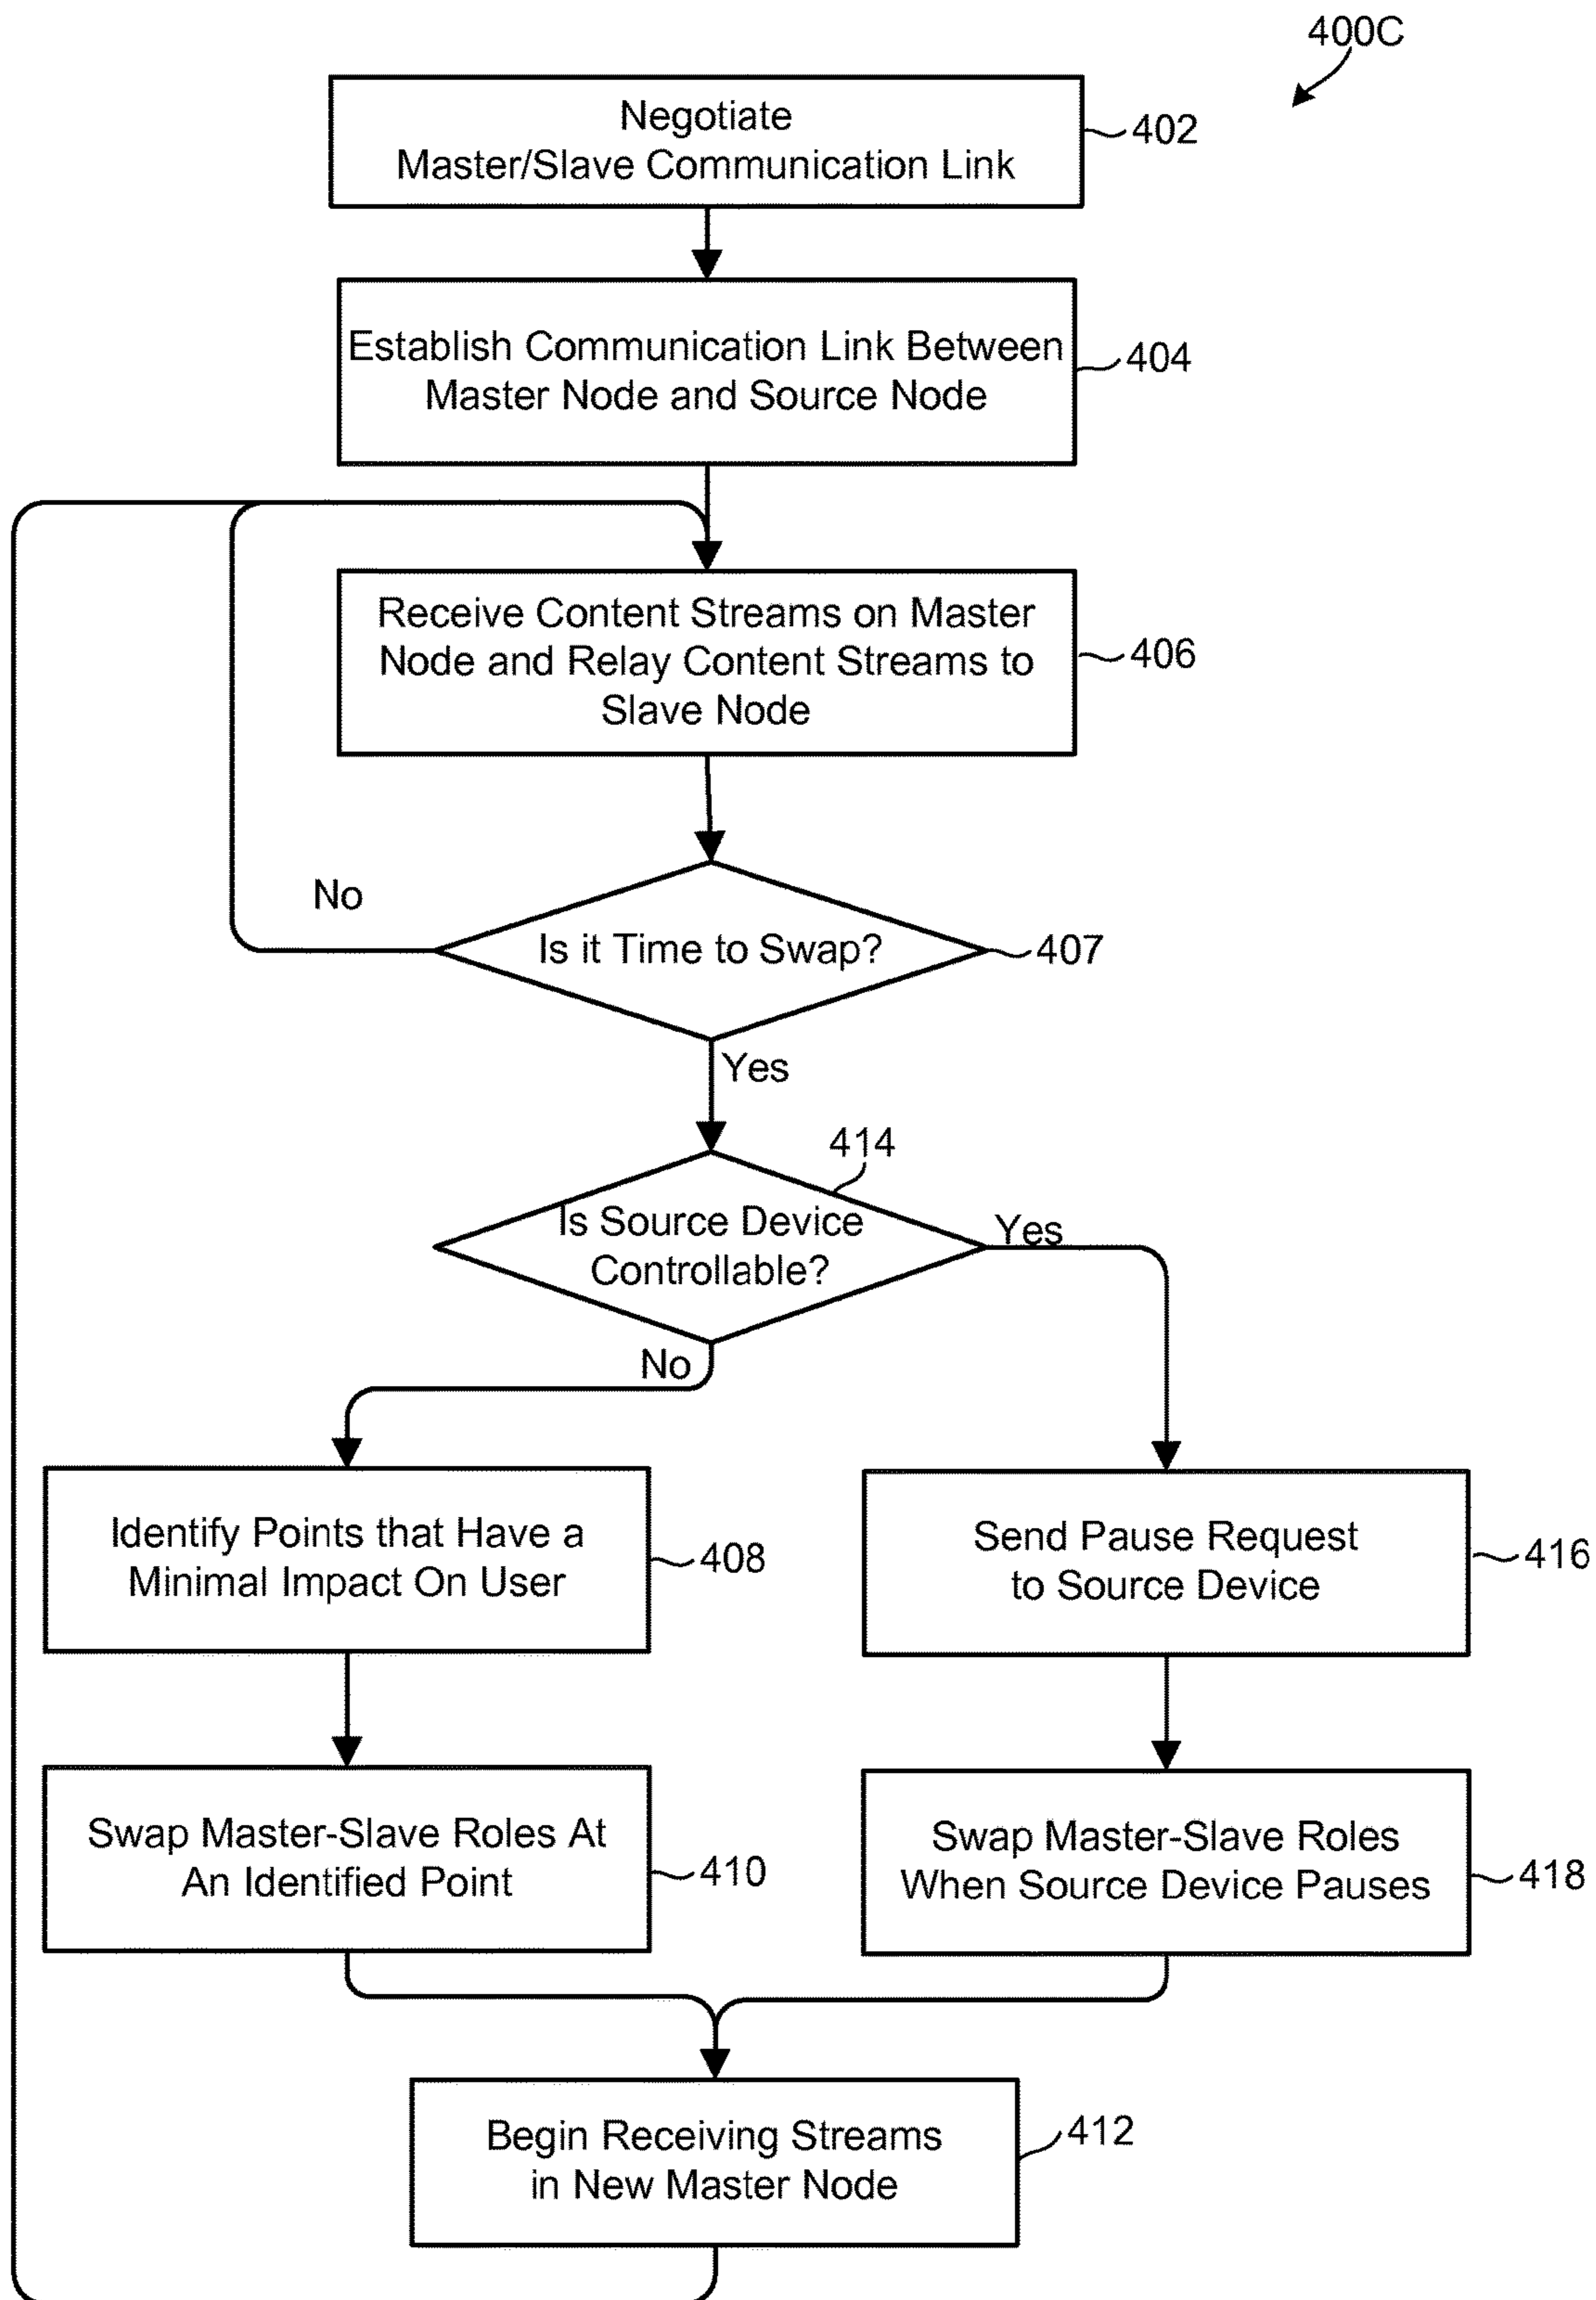 400C
Negotiate
Master/Slave Communication Link
402
Establish Communication Link Between
Master Node and Source Node
404
Receive Content Streams on Master
Node and Relay Content Streams to
Slave Node
406
No
Is it Time to Swap?
407
Yes
414
Is Source Device
Controllable?
Yes
No
Identify Points that Have a
Minimal Impact On User
408
Send Pause Request
to Source Device
416
Swap Master-Slave Roles At
An Identified Point
410
Swap Master-Slave Roles
When Source Device Pauses
418
Begin Receiving Streams
in New Master Node
412